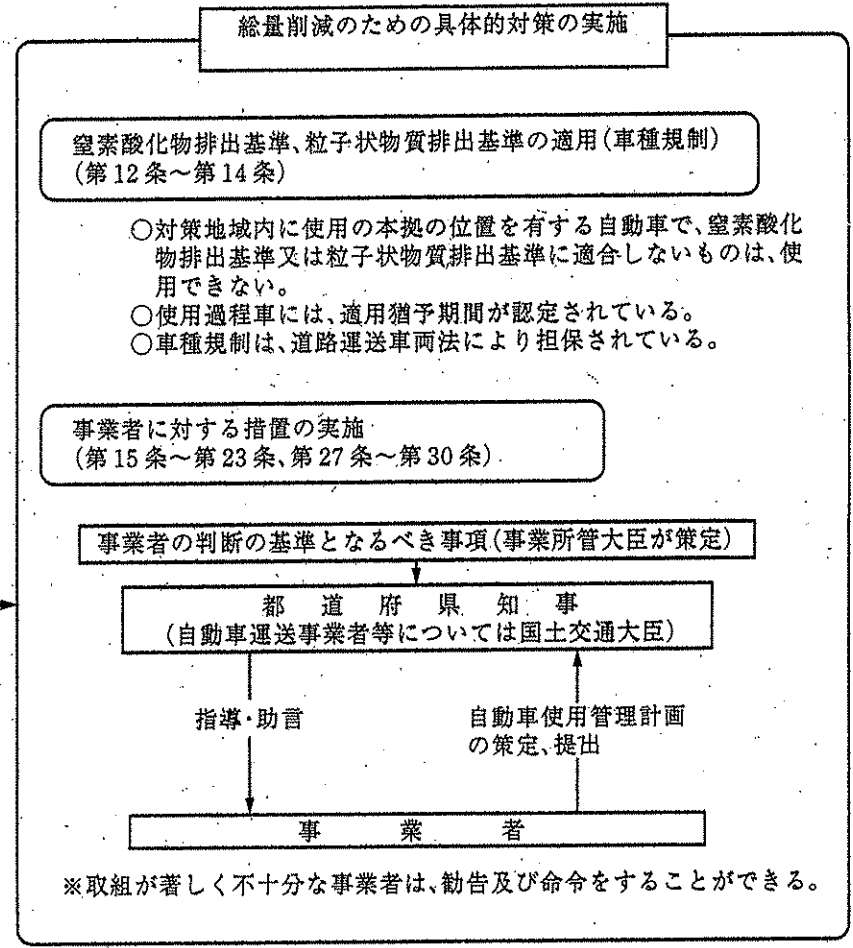 総量削減のための具体的対策の実施
窒素酸化物排出基準、粒子状物質排出基準の適用(車種規制)
(第12条～第14条)
○対策地域内に使用の本拠の位置を有する自動車で、窒素酸化
物排出基準又は粒子状物質排出基準に適合しないものは、使
用できない。
○使用過程車には、適用猶予期間が認定されている。
○車種規制は、道路運送車両法により担保されている。
事業者に対する措置の実施
(第15条～第23条、第27条～第30条)
事業者の判断の基準となるべき事項(事業所管大臣が策定)
都道府県知事
(自動車運送事業者等については国土交通大臣)
指導・助言
自動車使用管理計画
の策定、提出
事業者
※取組が著しく不十分な事業者は、勧告及び命令をすることができる。